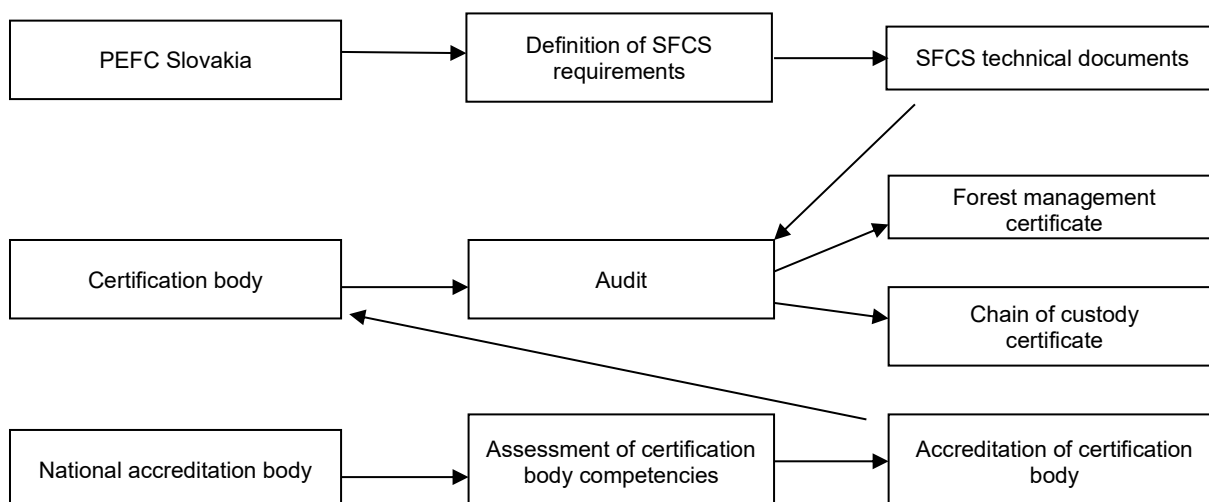 PEFC Slovakia
Definition of SFCS
requirements
SFCS technical documents
Forest management
certificate
Certification body
Audit
Chain of custody
certificate
National accreditation body
Assessment of certification
body competencies
Accreditation of certification
body